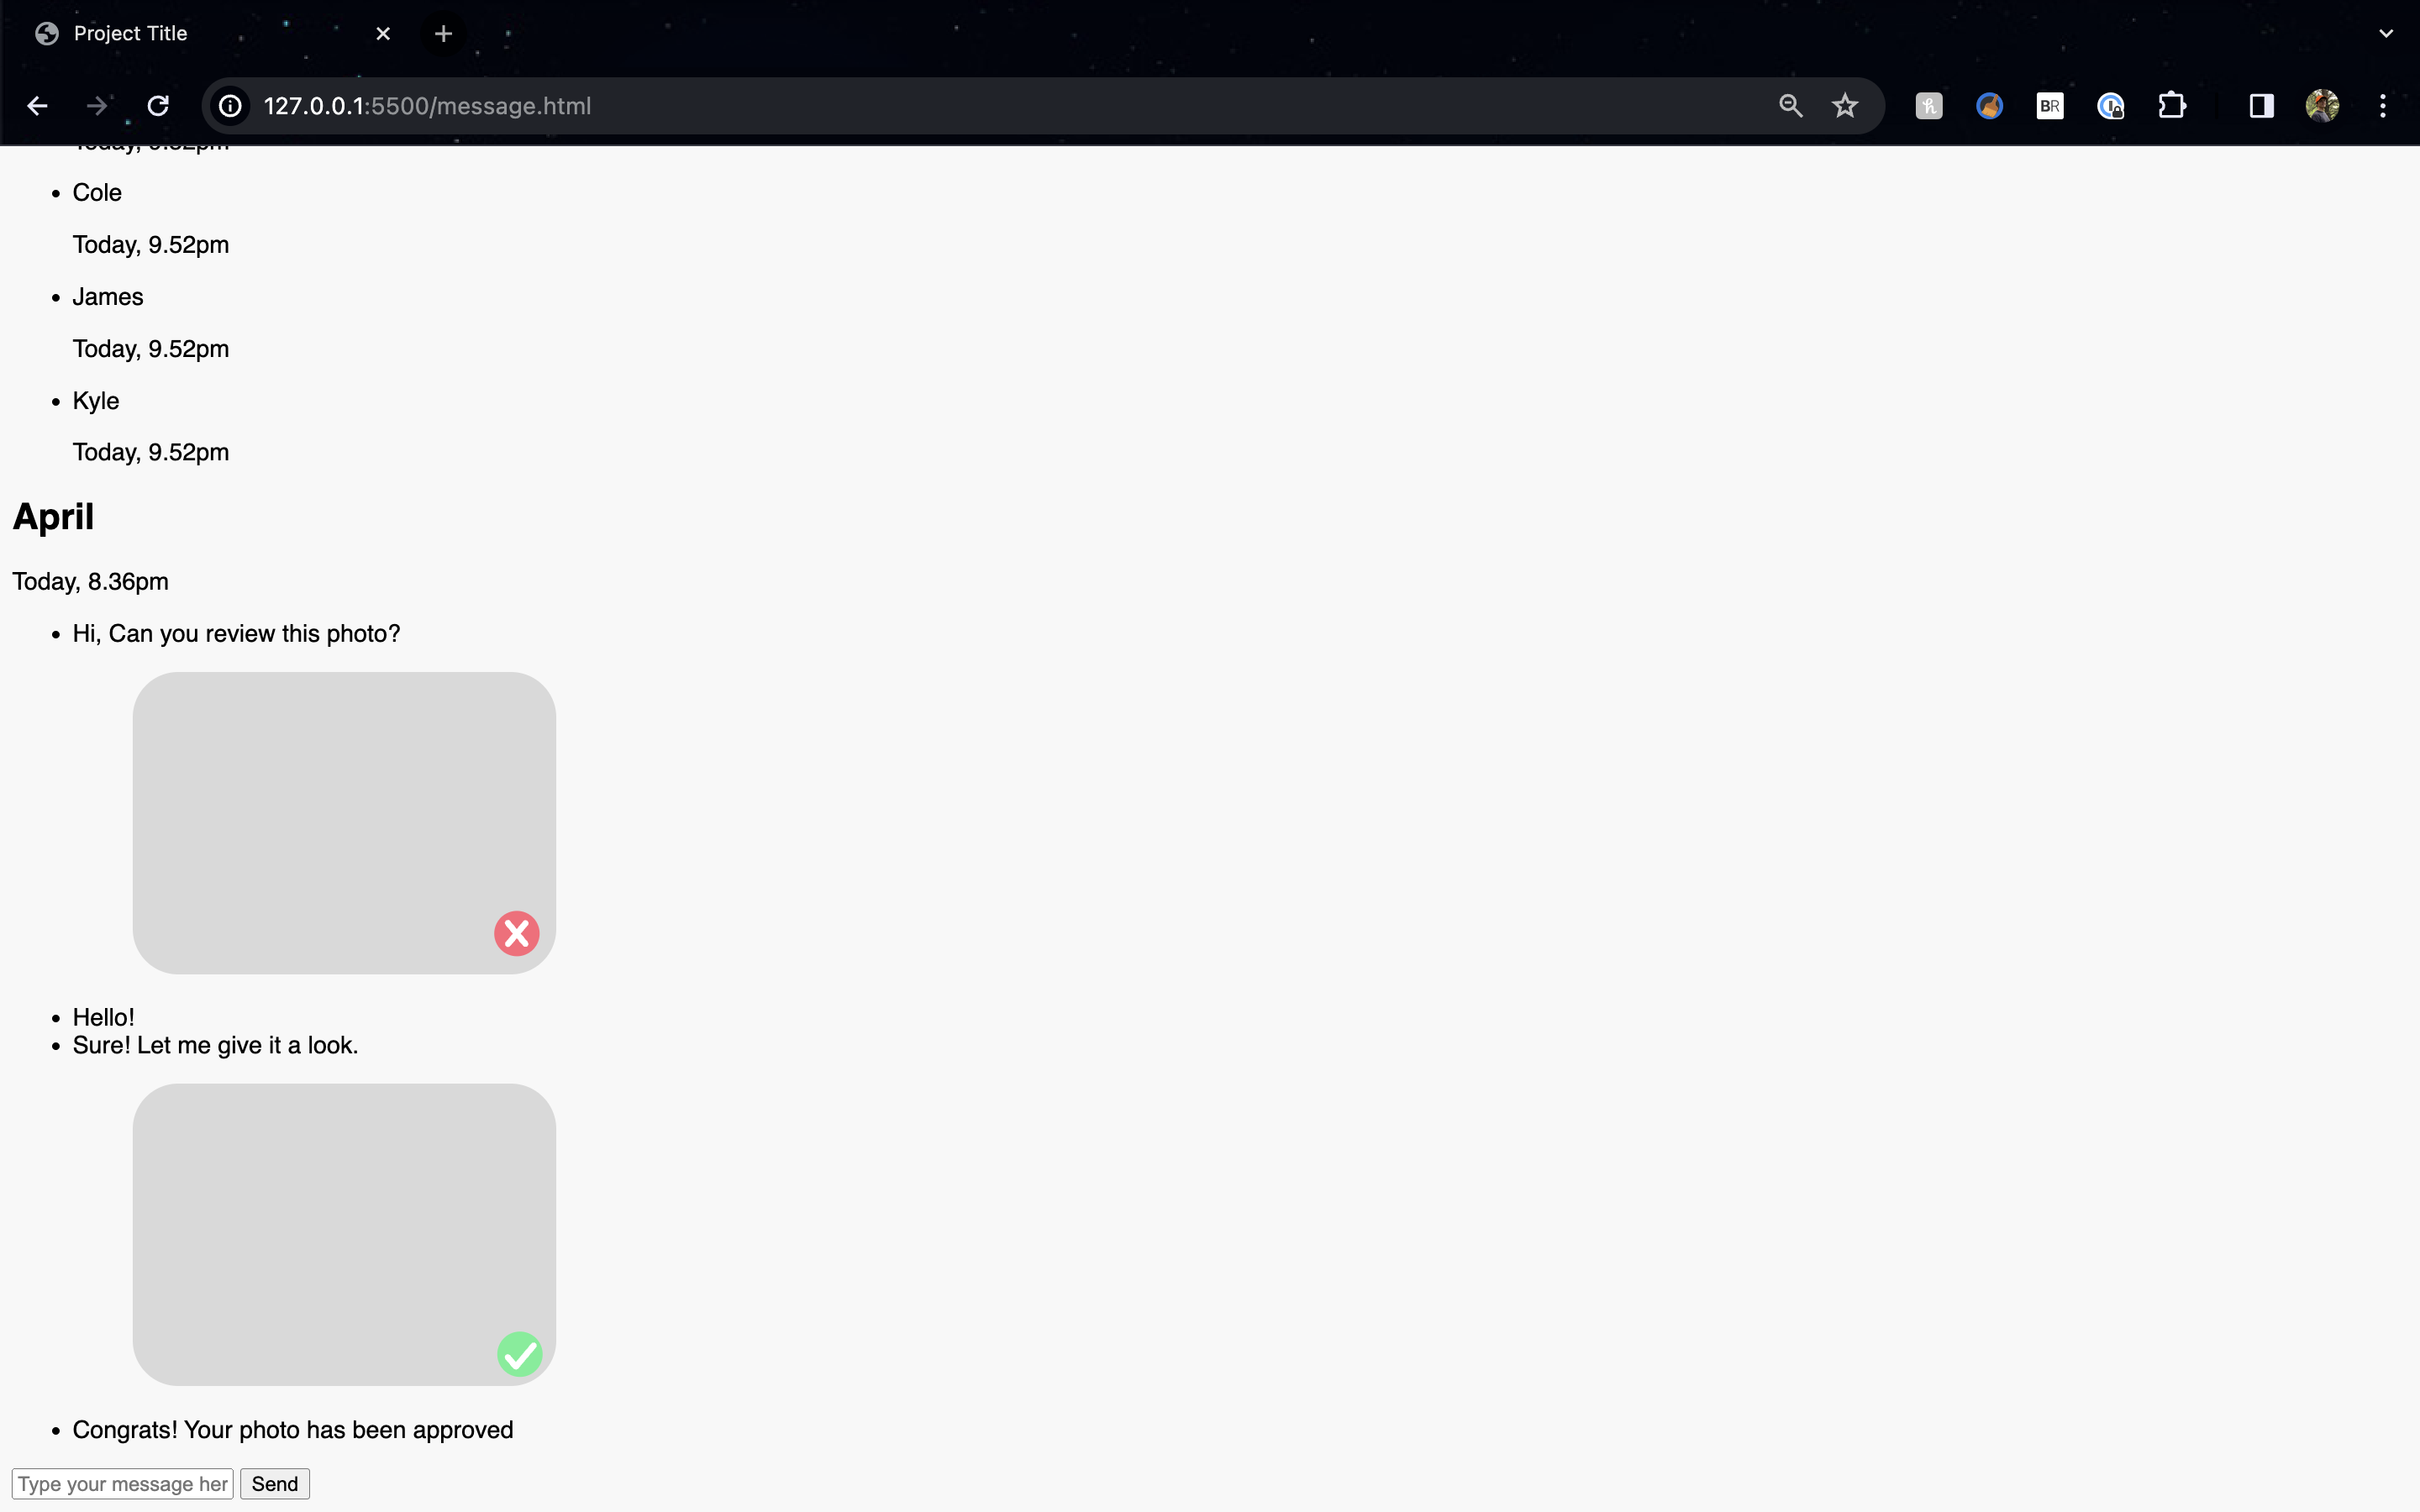 Project Title
127.0.0.1:5500/message.html
BR
Cole
Today, 9.52pm
James
Today, 9.52pm
Kyle
Today, 9.52pm
April
Today, 8.36pm
Hi, Can you review this photo?
Hello!
Sure! Let me give it a look.
Congrats! Your photo has been approved
Type your message her
Send